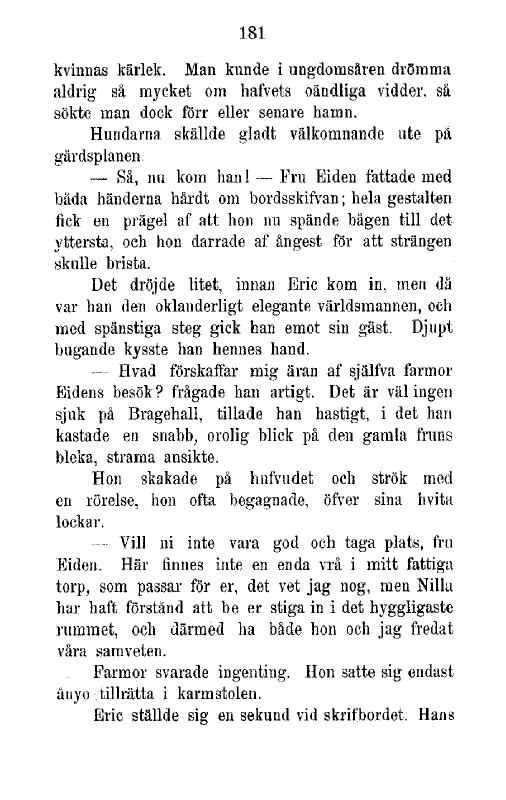 181
kvinnas kärlek. Man kunde i ungdomsåren drömma
aldrig så mycket om hafvets oändliga vidder, så
sökte man dock förr eller senare hamn.
Hundarna skällde gladt välkomnande ute på
gårdsplanen.
— Så, nu kom han! — Fru Eiden fattade med
båda händerna hårdt om bordsskifvan; hela gestalten
fick en prägel af att hon nu spände bågen till det
yttersta, och hon darrade af ångest för att strängen
skulle brista.
Det dröjde litet, innan Eric kom in, men då
var han den oklanderligt elegante världsmannen, och
med spänstiga steg gick han emot sin gäst. Djupt
bugande kysste han hennes hand.
— Hvad förskaffar mig äran af själfva farmor
Eidens besök? frågade han artigt. Det är väl ingen
sjuk på Bragehall, tillade han hastigt, i det han
kastade en snabb, orolig blick på den gamla fruns
bleka, strama ansikte.
Hon skakade på hufvudet och strök med
en rörelse, hon ofta begagnade, öfver sina hvita
lockar.
— Vill ni inte vara god och taga plats, fru
Eiden. Här finnes inte en enda vrå i mitt fattiga
torp, som passar för er, det vet jag nog, men Nilla
har haft förstånd att be er stiga in i det hyggligaste
rummet, och därmed ha både hon och jag fredat
våra samveten.
Farmor svarade ingenting. Hon satte sig endast
ånyo tillrätta i karmstolen.
Eric ställde sig en sekund vid skrifbordet. Hans